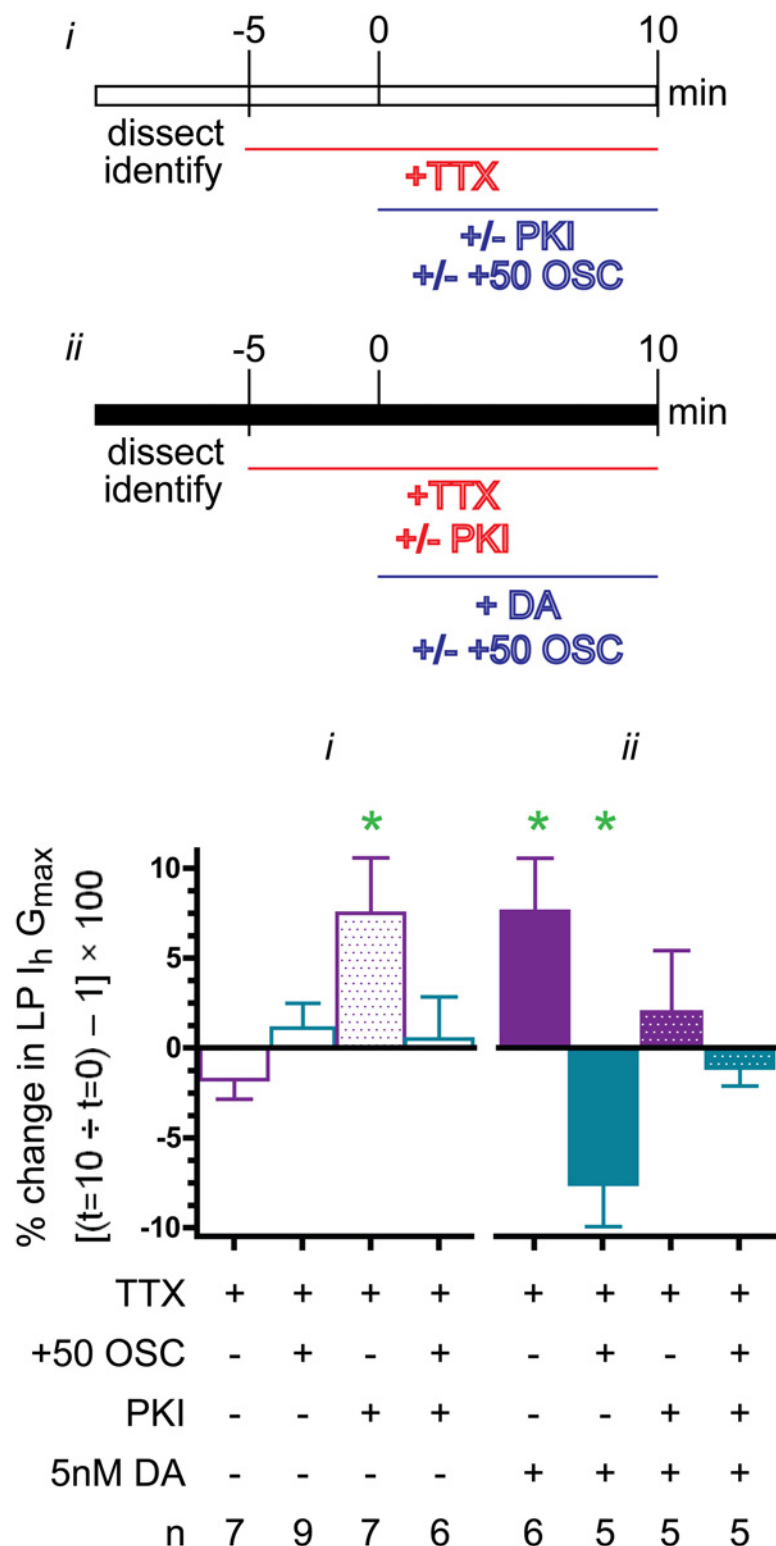 i
-5 0 10
min
dissect
identify
+TTX
+/- PKI
+/- +50 OSC
ii
-5 0 10
min
dissect
identify
+TTX
+/- PKI
+ DA
+/- +50 OSC
i ii
* * *
% change in LP Ih Gmax
[(t=10 ÷ t=0) – 1] × 100
10
5
0
-5
-10
TTX + + + + + + + +
+50 OSC - + - + - + - +
PKI - - + + - - + +
5nM DA - - - - + + + +
n 7 9 7 6 6 5 5 5